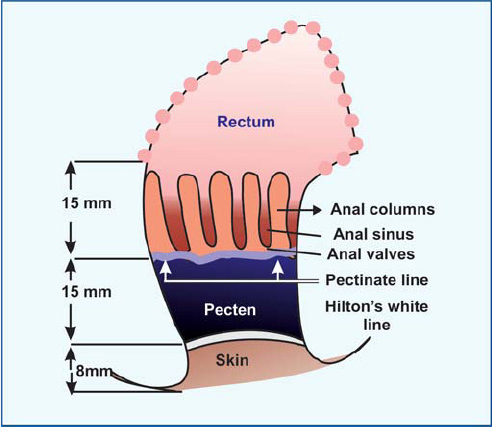 Rectum
15 mm
Anal columns
Anal sinus
Anal valves
Pectinate line
15 mm
Pecten
Hilton's white
line
Skin
8mm